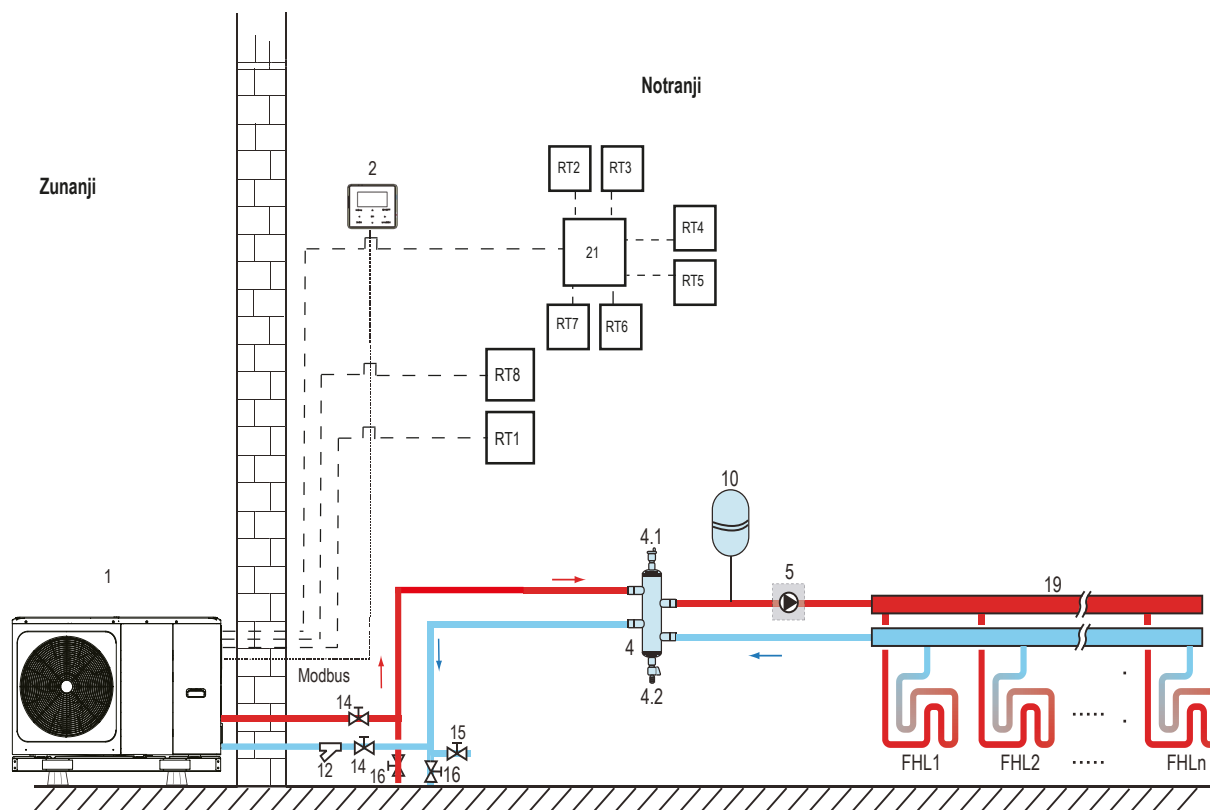 Notranji
Zunanji
2
RT2
RT3
21
RT4
RT5
RT7
RT6
RT8
RT1
10
4.1
5
19
1
4
4.2
Modbus
14
15
12
14
16
16
FHL1
FHL2
.....
.....
FHLn